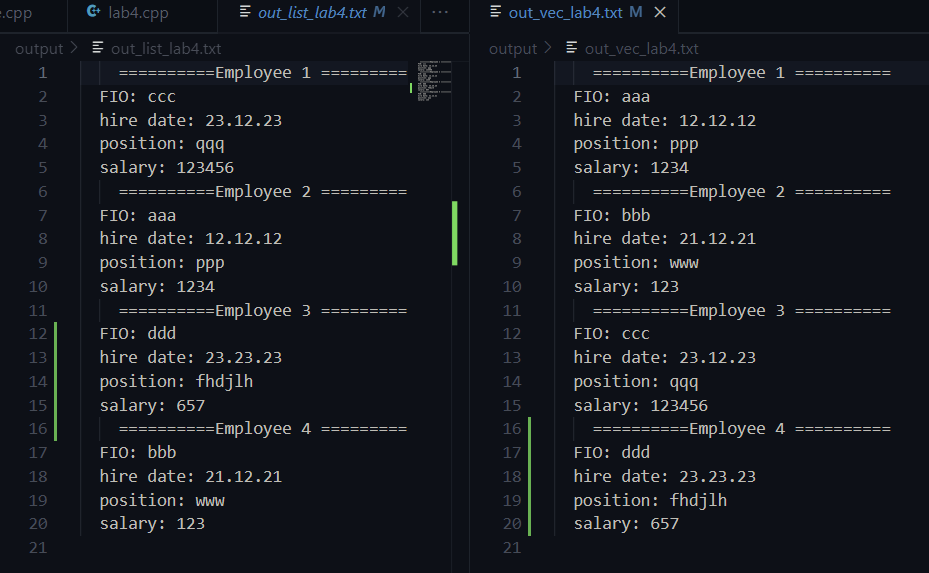 e.cpp lab4.cpp out_list_lab4.txt M ...
output > out_list_lab4.txt
1 ==========Employee 1 =========
2 FIO: ccc
3 hire date: 23.12.23
4 position: qqq
5 salary: 123456
6 ==========Employee 2 =========
7 FIO: aaa
8 hire date: 12.12.12
9 position: ppp
10 salary: 1234
11 ==========Employee 3 =========
12 FIO: ddd
13 hire date: 23.23.23
14 position: fhdjlh
15 salary: 657
16 ==========Employee 4 =========
17 FIO: bbb
18 hire date: 21.12.21
19 position: www
20 salary: 123
21
out_vec_lab4.txt M
output > out_vec_lab4.txt
1 ==========Employee 1 ==========
2 FIO: aaa
3 hire date: 12.12.12
4 position: ppp
5 salary: 1234
6 ==========Employee 2 ==========
7 FIO: bbb
8 hire date: 21.12.21
9 position: www
10 salary: 123
11 ==========Employee 3 ==========
12 FIO: ccc
13 hire date: 23.12.23
14 position: qqq
15 salary: 123456
16 ==========Employee 4 ==========
17 FIO: ddd
18 hire date: 23.23.23
19 position: fhdjlh
20 salary: 657
21